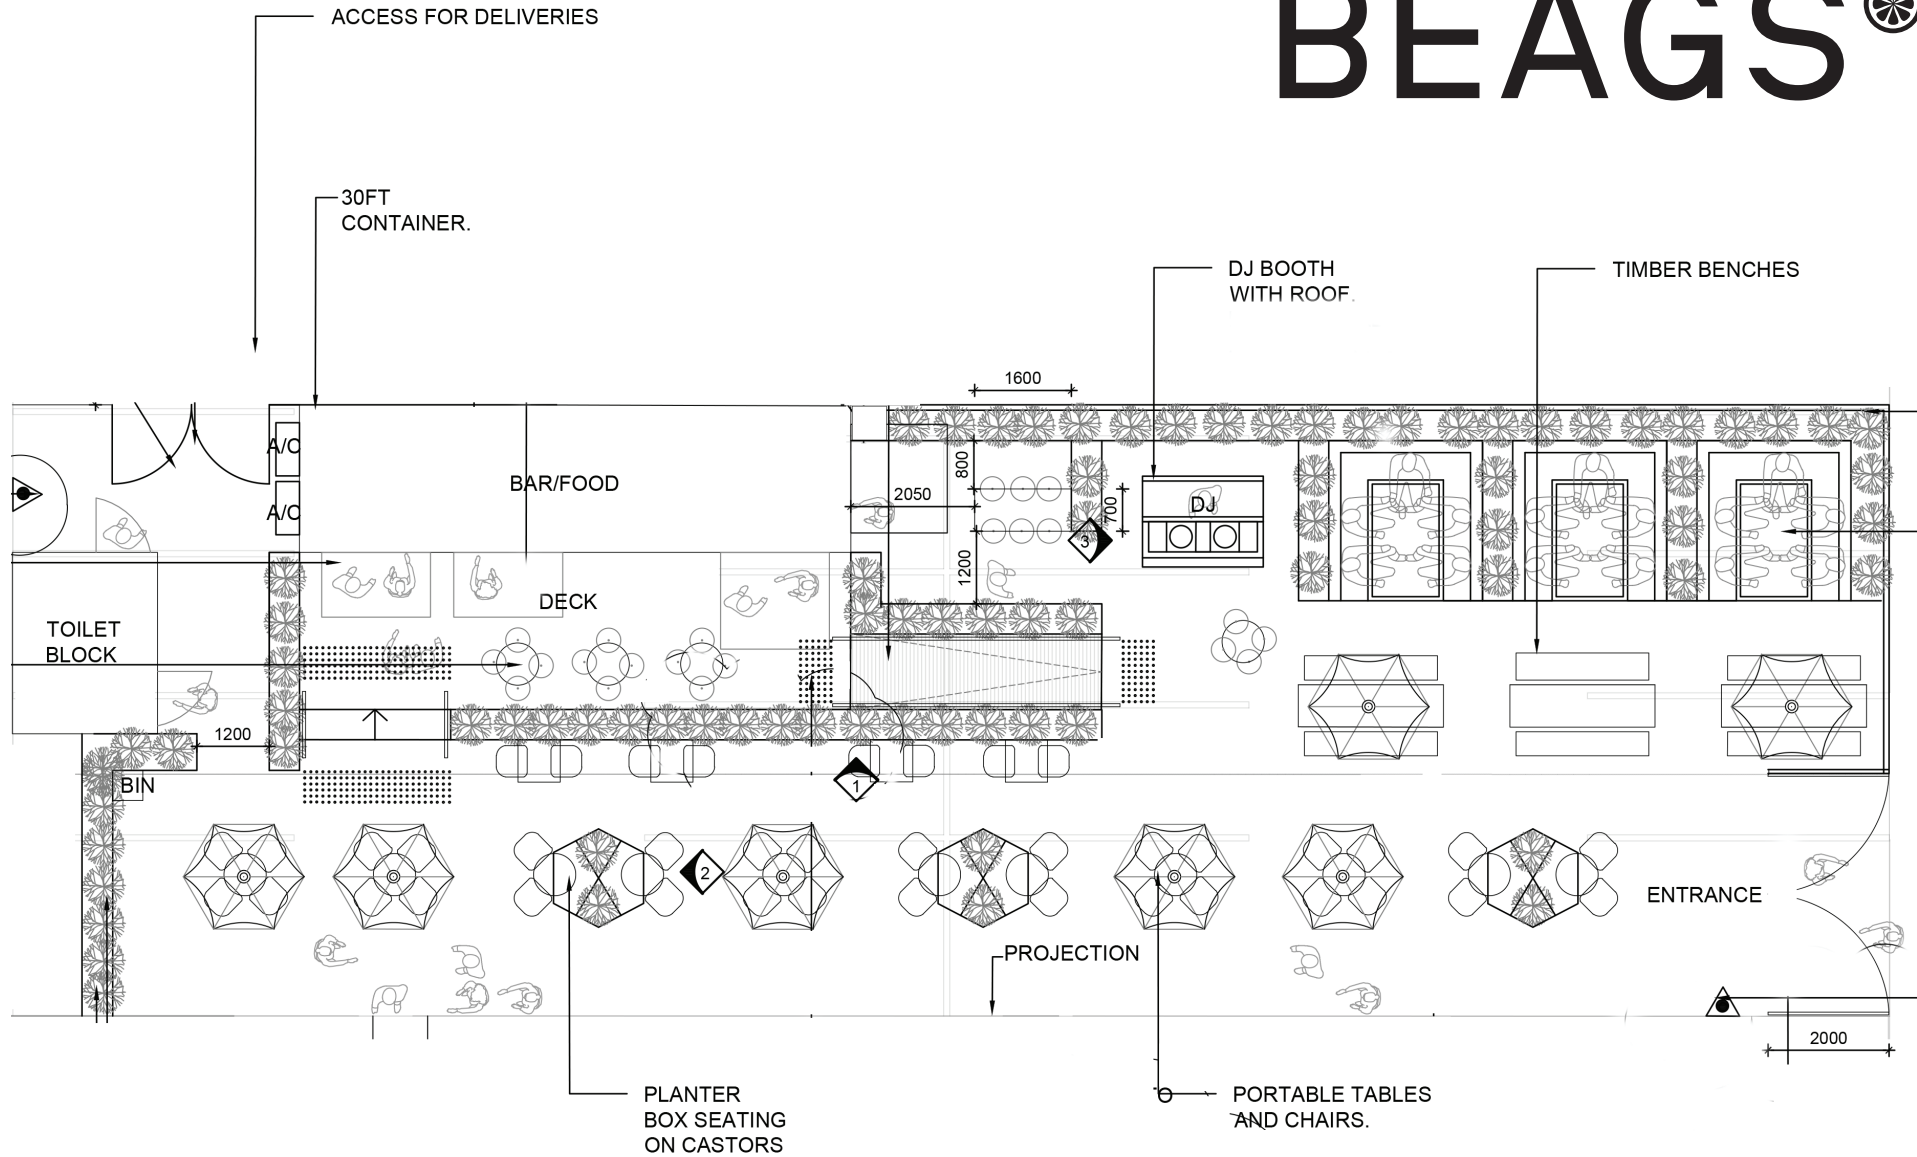 ACCESS FOR DELIVERIES
BEAGS
30FT
CONTAINER.
DJ BOOTH
WITH ROOF.
TIMBER BENCHES
1600
A/C
BAR/FOOD
800
2050
700
DJ
A/C
3
1200
DECK
TOILET
BLOCK
1200
BIN
1
2
ENTRANCE
PROJECTION
2000
PLANTER
BOX SEATING
ON CASTORS
PORTABLE TABLES
AND CHAIRS.